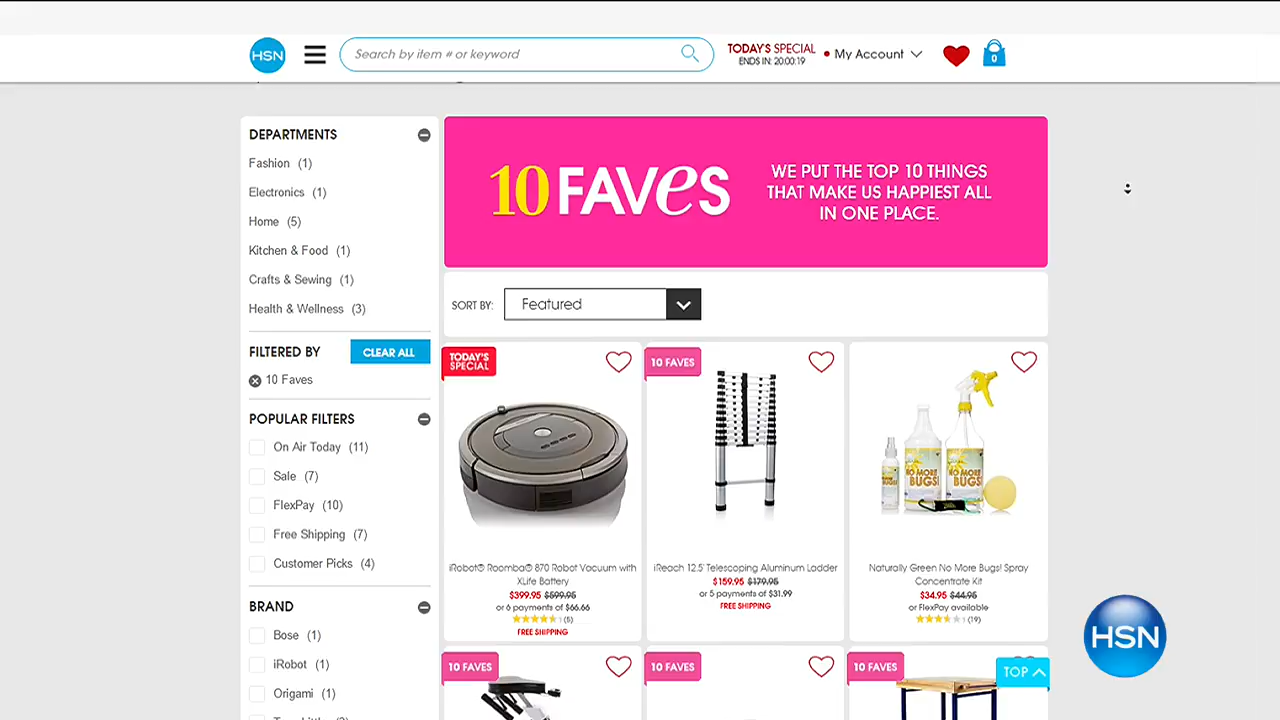 HSN
Search by item # or keyword
TODAY'S SPECIAL
ENDS IN: 20:00:19
My Account
0
DEPARTMENTS
Fashion (1)
Electronics (1)
Home (5)
Kitchen & Food (1)
Crafts & Sewing (1)
Health & Wellness (3)
FILTERED BY
CLEAR ALL
10 Faves
POPULAR FILTERS
On Air Today (11)
Sale (7)
FlexPay (10)
Free Shipping (7)
Customer Picks (4)
BRAND
Bose (1)
iRobot (1)
Origami (1)
10 FAVeS
WE PUT THE TOP 10 THINGS
THAT MAKE US HAPPIEST ALL
IN ONE PLACE.
SORT BY:
Featured
TODAY'S
SPECIAL
iRobot® Roomba® 870 Robot Vacuum with
XLife Battery
$399.95 $599.95
or 6 payments of $66.66
(5)
FREE SHIPPING
10 FAVES
iReach 12.5' Telescoping Aluminum Ladder
$159.95 $179.95
or 5 payments of $31.99
FREE SHIPPING
NO MORE
BUGS!
NO MORE
BUGS!
Naturally Green No More Bugs! Spray
Concentrate Kit
$34.95 $44.95
or FlexPay available
(19)
10 FAVES
10 FAVES
10 FAVES
TOP
HSN